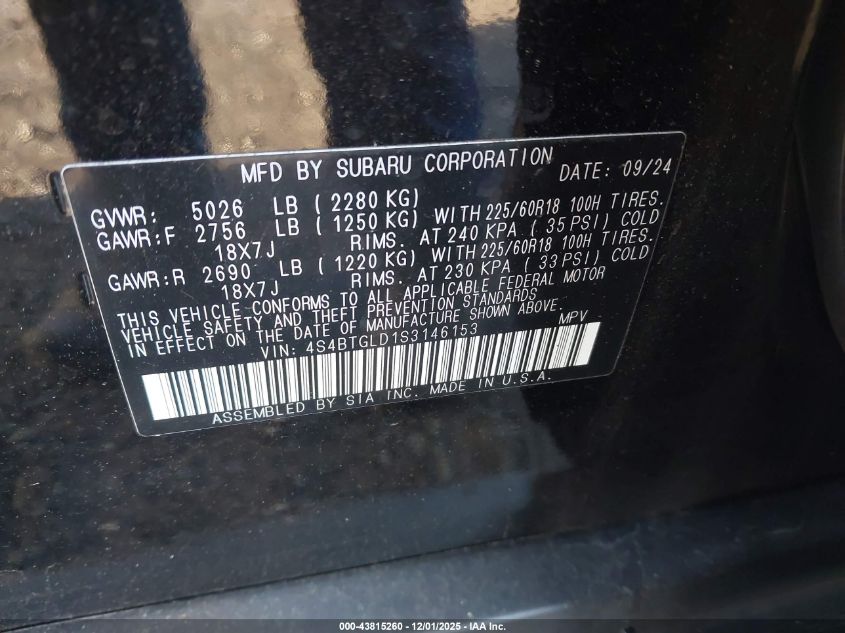 MFD BY SUBARU CORPORATION DATE: 09/24
GVWR: 5026 LB ( 2280 KG)
GAWR:F 2756 LB ( 1250 KG) WITH 225/60R18 100H TIRES.
18X7J RIMS. AT 240 KPA ( 35 PSI) COLD
GAWR:R 2690 LB ( 1220 KG) WITH 225/60R18 100H TIRES.
18X7J RIMS. AT 230 KPA ( 33 PSI) COLD
THIS VEHICLE CONFORMS TO ALL APPLICABLE FEDERAL MOTOR
VEHICLE SAFETY AND THEFT PREVENTION STANDARDS
IN EFFECT ON THE DATE OF MANUFACTURE SHOWN ABOVE.
VIN: 4S4BTGLD1S3146153 MPV
ASSEMBLED BY SIA INC. MADE IN U.S.A.
000-43815260 • 12/01/2025 • IAA Inc.